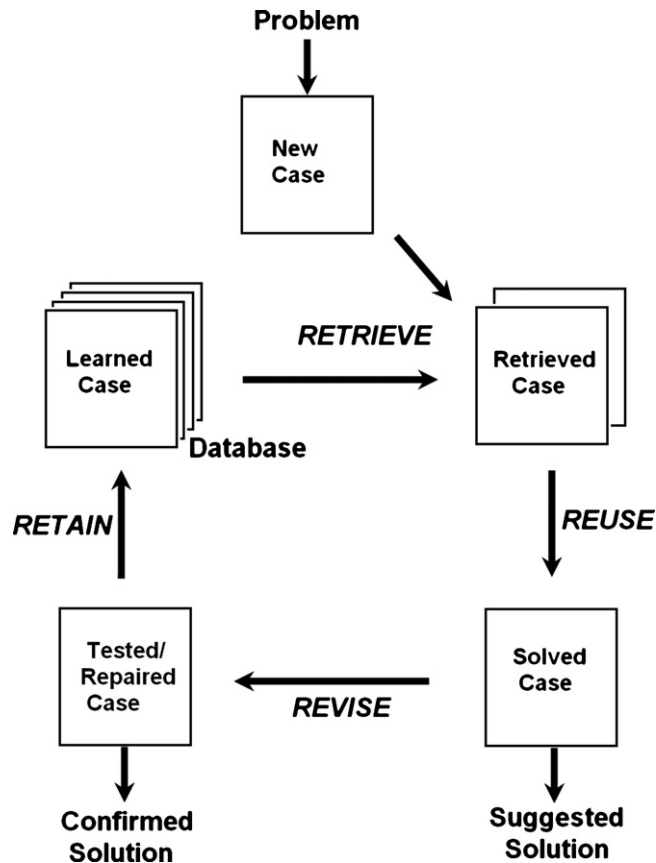 Problem
New
Case
RETRIEVE
Learned
Case
Retrieved
Case
Database
RETAIN
REUSE
Tested/
Repaired
Case
Solved
Case
REVISE
Confirmed
Solution
Suggested
Solution